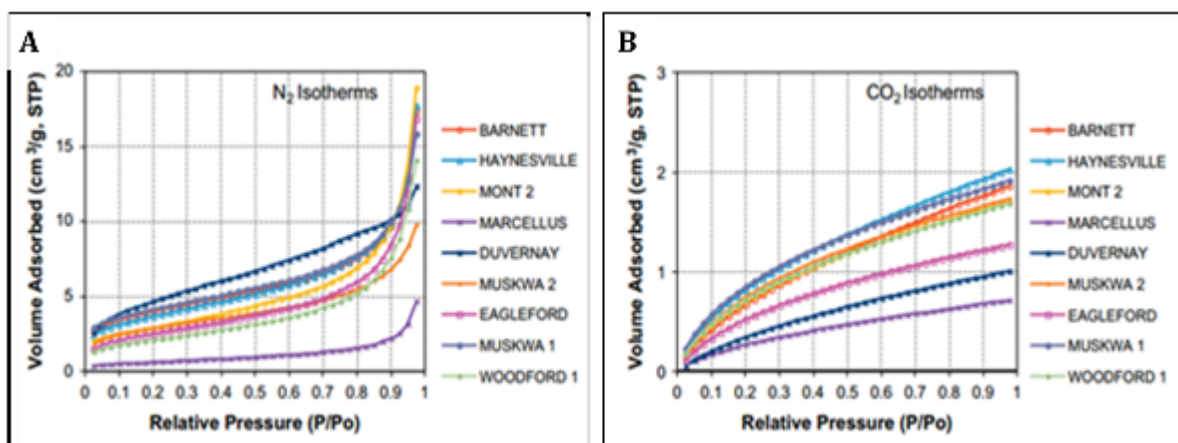 A
N2 Isotherms
Volume Adsorbed (cm³/g, STP)
20
15
10
5
0
0 0.1 0.2 0.3 0.4 0.5 0.6 0.7 0.8 0.9 1
Relative Pressure (P/Po)
BARNETT
HAYNESVILLE
MONT 2
MARCELLUS
DUVERNAY
MUSKWA 2
EAGLEFORD
MUSKWA 1
WOODFORD 1
B
CO2 Isotherms
Volume Adsorbed (cm³/g, STP)
3
2
1
0
0 0.1 0.2 0.3 0.4 0.5 0.6 0.7 0.8 0.9 1
Relative Pressure (P/Po)
BARNETT
HAYNESVILLE
MONT 2
MARCELLUS
DUVERNAY
MUSKWA 2
EAGLEFORD
MUSKWA 1
WOODFORD 1